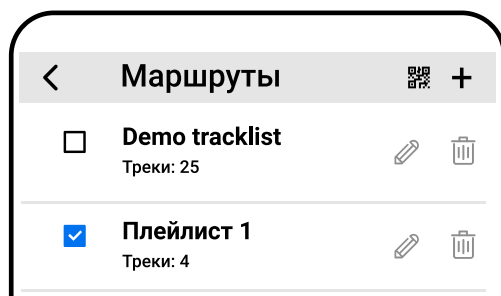 Маршруты
Demo tracklist
Треки: 25
Плейлист 1
Треки: 4